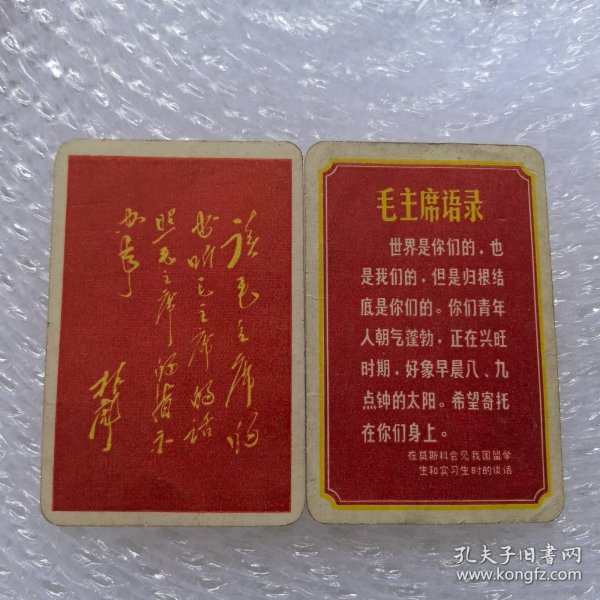 读毛主席的
书听毛主席的话
照毛主席的指示
办事
林彪
毛主席语录
世界是你们的，也
是我们的，但是归根结
底是你们的。你们青年
人朝气蓬勃，正在兴旺
时期，好象早晨八、九
点钟的太阳。希望寄托
在你们身上。
在莫斯科会见我国留学
生和实习生时的谈话
孔夫子旧书网
www.kongfz.com